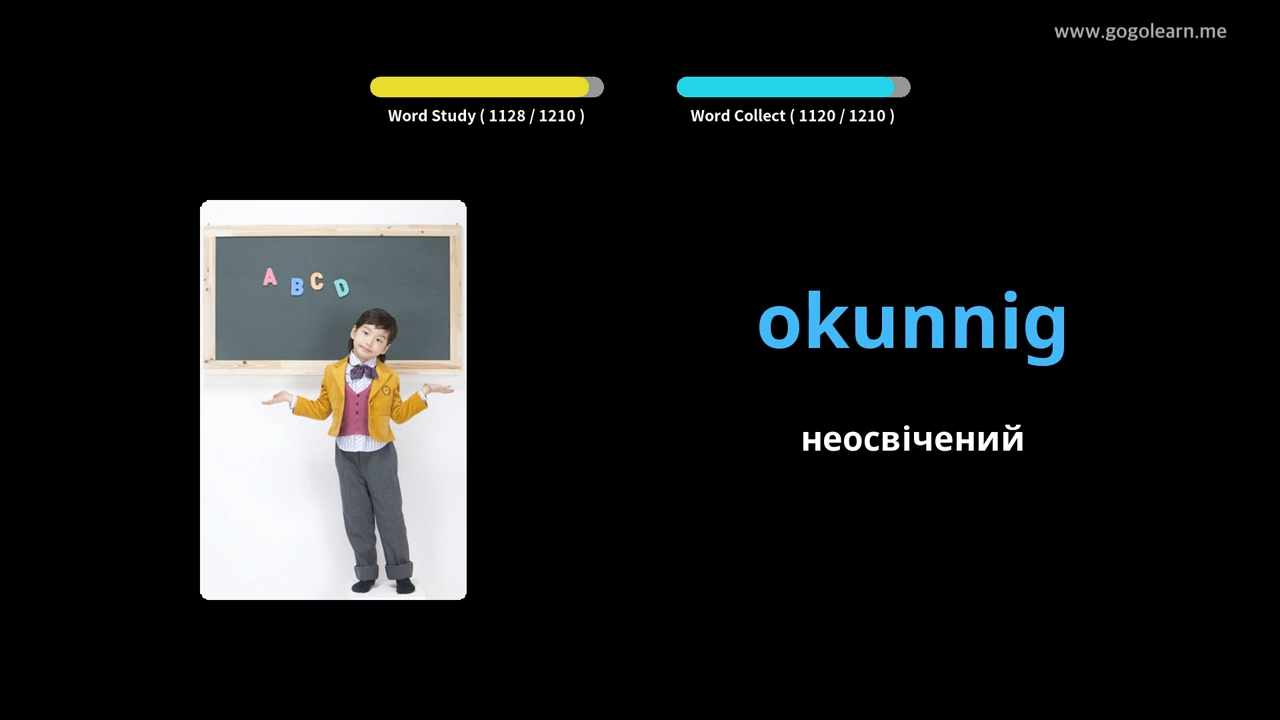 www.gogolearn.me
Word Study ( 1128 / 1210 )
Word Collect ( 1120 / 1210 )
A B C D
okunnig
неосвічений